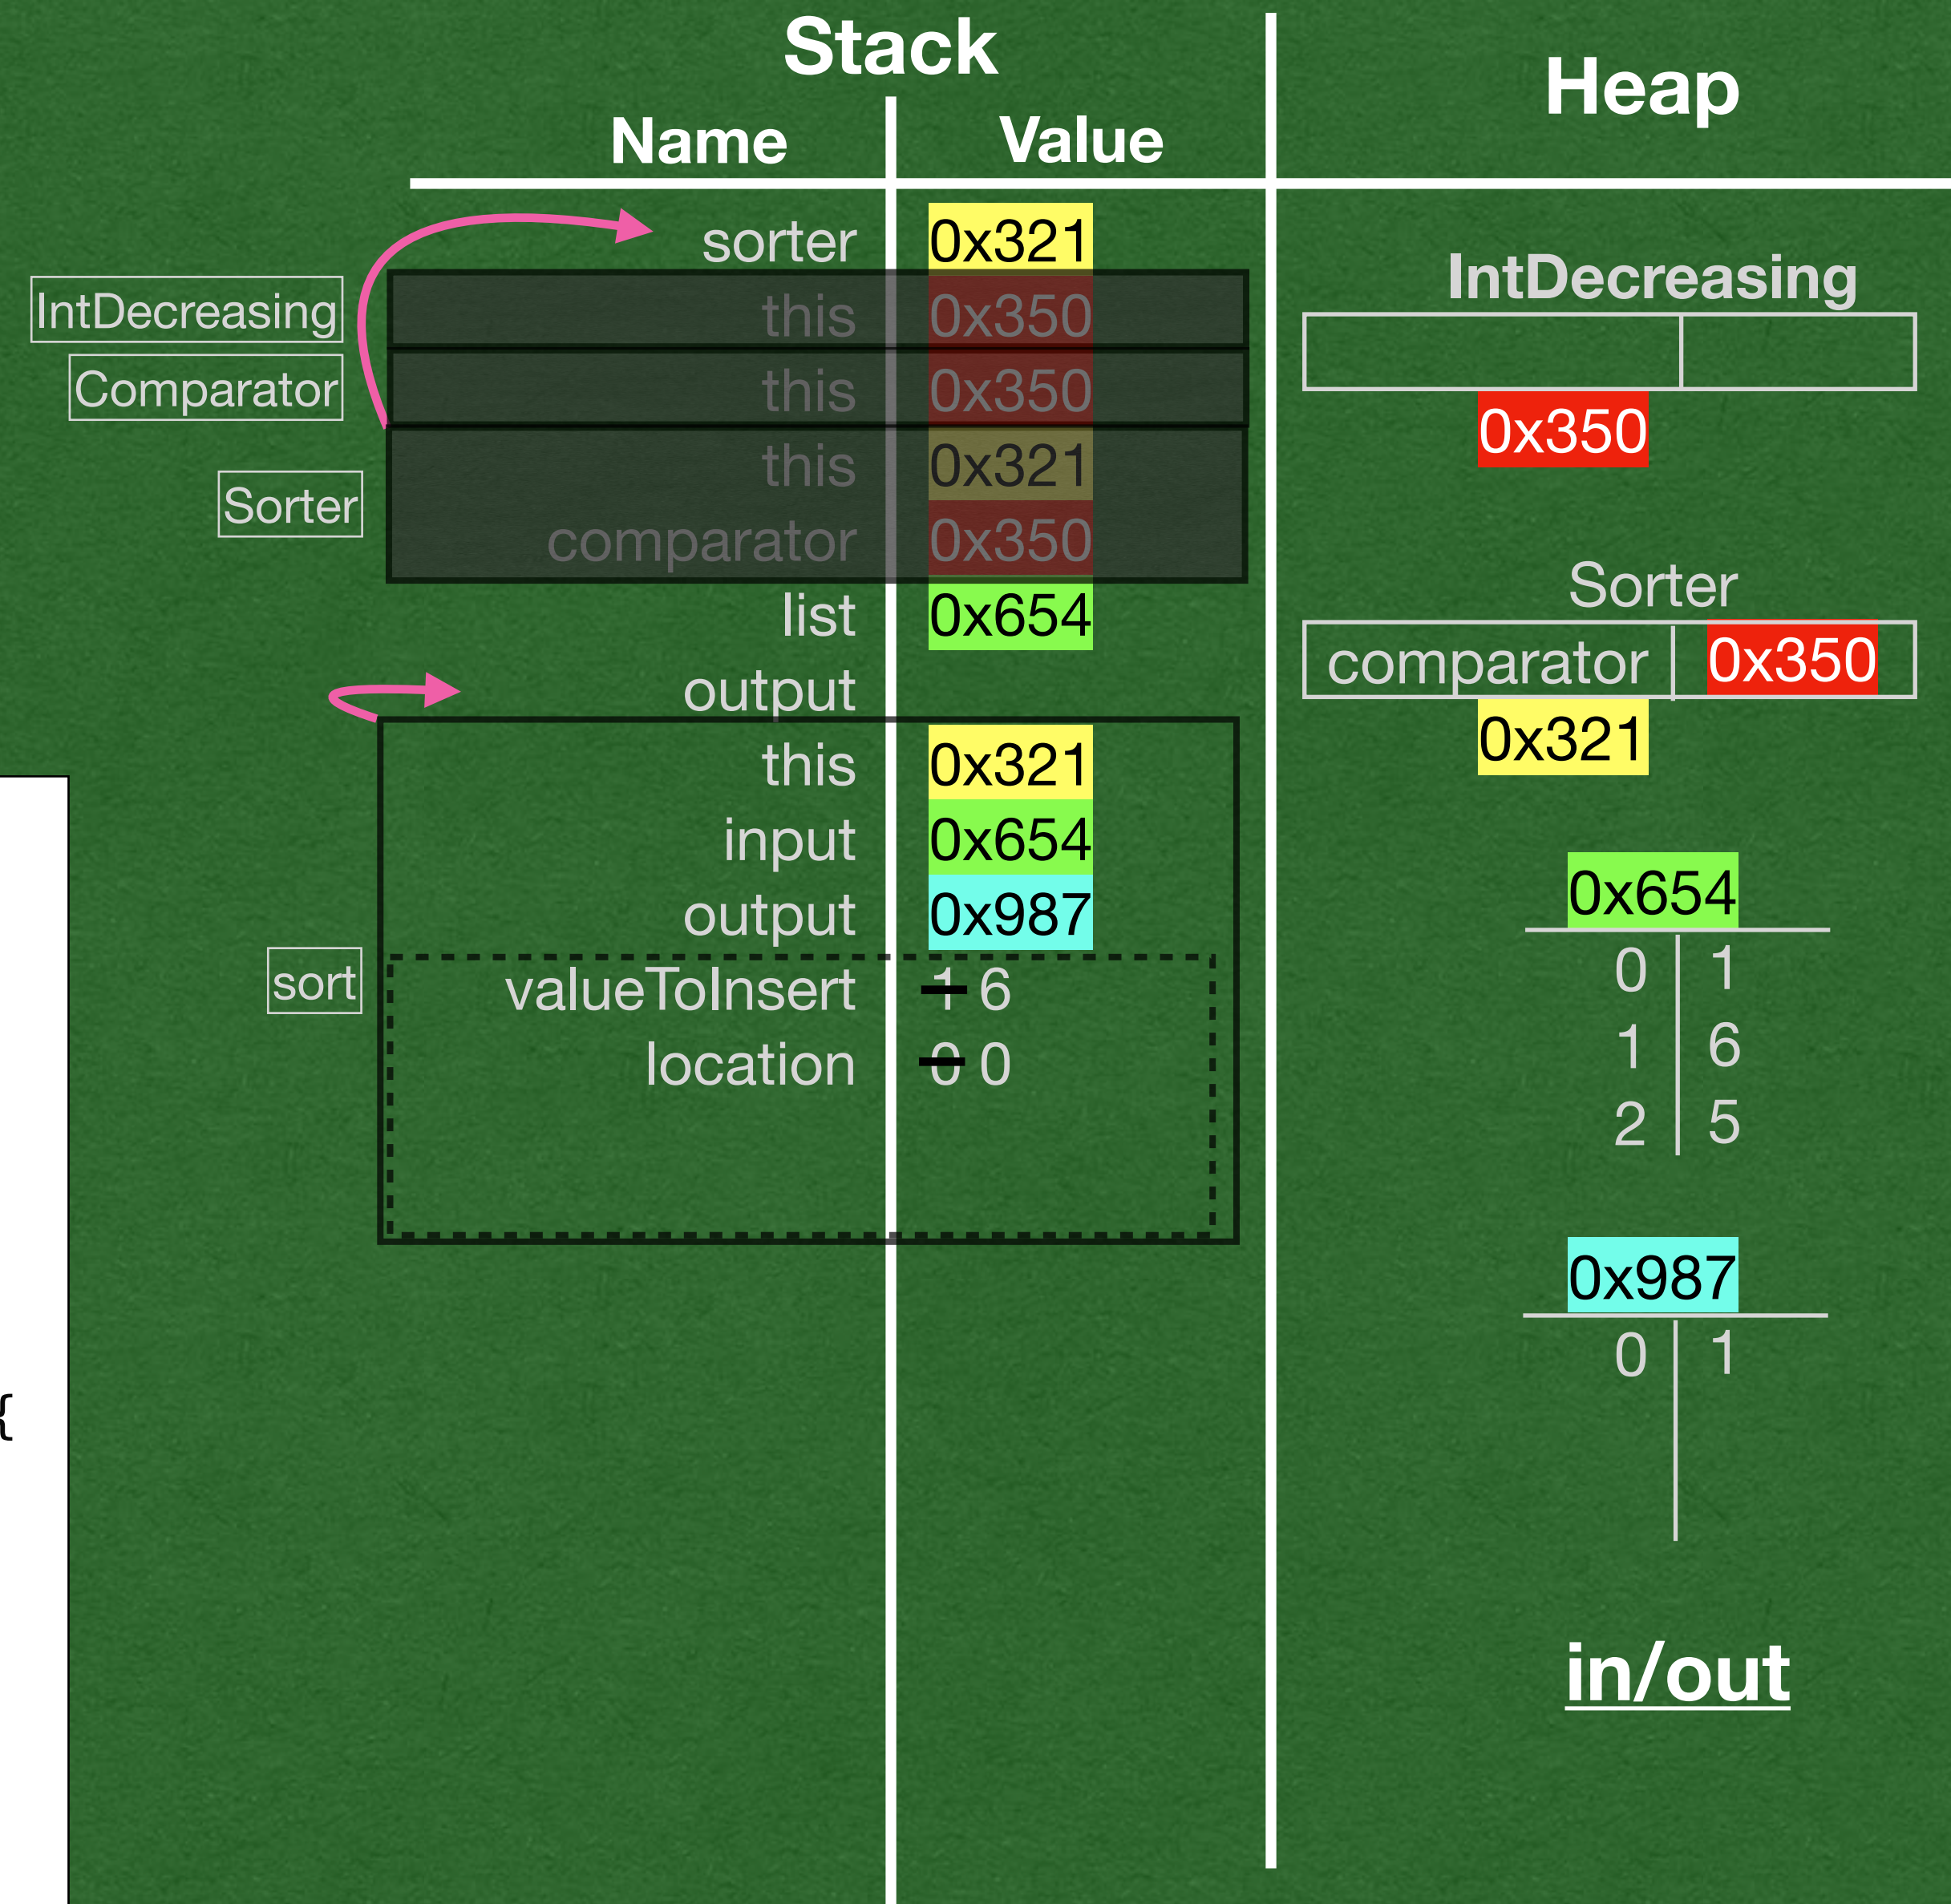 Stack
Heap
Name Value
sorter 0x321
IntDecreasing this 0x350
IntDecreasing
Comparator this 0x350
0x350
this 0x321
Sorter
comparator 0x350
Sorter
list 0x654
comparator 0x350
output
0x321
this 0x321
input 0x654
0x654
output 0x987
0 1
sort valueToInsert 1 6
1 6
location 0 0
2 5
0x987
0 1
{
in/out